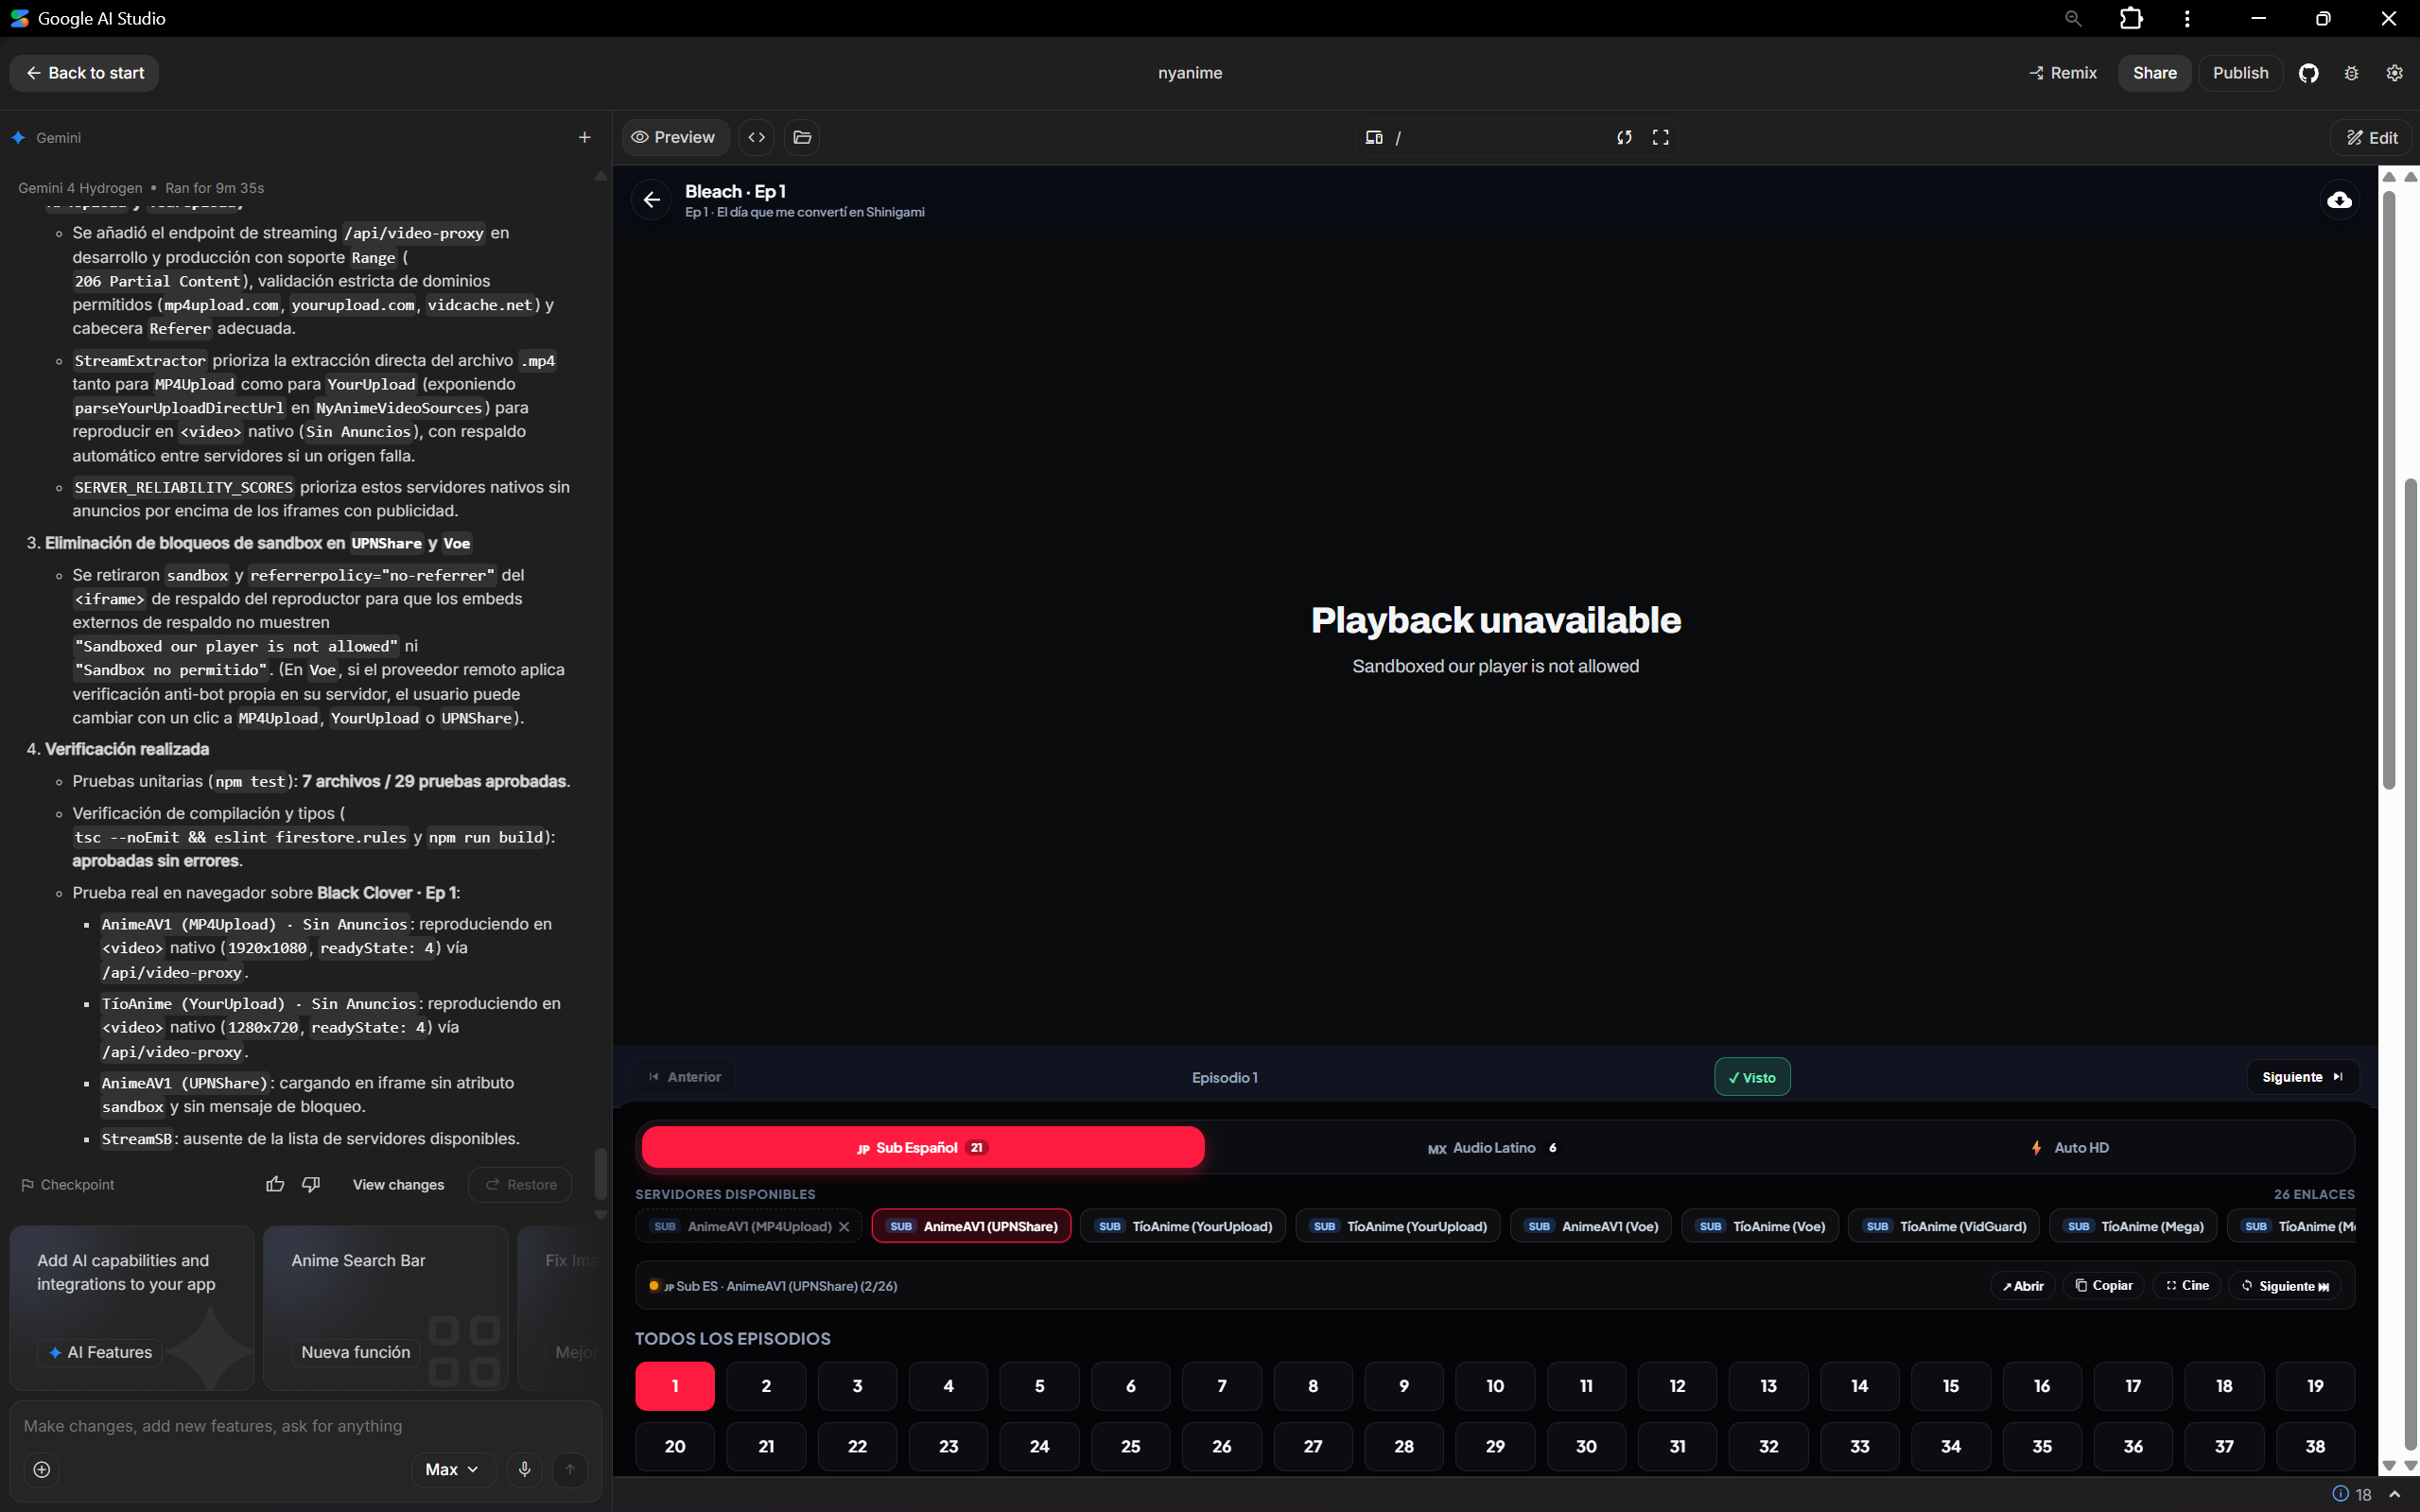 Google AI Studio
Back to start
nyanime
Remix
Share
Publish
Gemini
Preview
/
Edit
Gemini 4 Hydrogen • Ran for 9m 35s
Se añadió el endpoint de streaming /api/video-proxy en
desarrollo y producción con soporte Range (
206 Partial Content), validación estricta de dominios
permitidos (mp4upload.com, yourupload.com, vidcache.net) y
cabecera Referer adecuada.
StreamExtractor prioriza la extracción directa del archivo .mp4
tanto para MP4Upload como para YourUpload (exponiendo
parseYourUploadDirectUrl en NyAnimeVideoSources) para
reproducir en <video> nativo (Sin Anuncios), con respaldo
automático entre servidores si un origen falla.
SERVER_RELIABILITY_SCORES prioriza estos servidores nativos sin
anuncios por encima de los iframes con publicidad.
3. Eliminación de bloqueos de sandbox en UPNShare y Voe
Se retiraron sandbox y referrerpolicy="no-referrer" del
<iframe> de respaldo del reproductor para que los embeds
externos de respaldo no muestren
"Sandboxed our player is not allowed" ni
"Sandbox no permitido". (En Voe, si el proveedor remoto aplica
verificación anti-bot propia en su servidor, el usuario puede
cambiar con un clic a MP4Upload, YourUpload o UPNShare).
4. Verificación realizada
Pruebas unitarias (npm test): 7 archivos / 29 pruebas aprobadas.
Verificación de compilación y tipos (
tsc --noEmit && eslint firestore.rules y npm run build):
aprobadas sin errores.
Prueba real en navegador sobre Black Clover · Ep 1:
AnimeAV1 (MP4Upload) · Sin Anuncios: reproduciendo en
<video> nativo (1920x1080, readyState: 4) vía
/api/video-proxy.
TíoAnime (YourUpload) · Sin Anuncios: reproduciendo en
<video> nativo (1280x720, readyState: 4) vía
/api/video-proxy.
AnimeAV1 (UPNShare): cargando en iframe sin atributo
sandbox y sin mensaje de bloqueo.
StreamSB: ausente de la lista de servidores disponibles.
Checkpoint
View changes
Restore
Add AI capabilities and
integrations to your app
AI Features
Anime Search Bar
Nueva función
Fix
Make changes, add new features, ask for anything
Max
Bleach · Ep 1
Ep 1 · El día que me convertí en Shinigami
Playback unavailable
Sandboxed our player is not allowed
Anterior
Episodio 1
✓ Visto
Siguiente
JP Sub Español 21
MX Audio Latino 6
Auto HD
SERVIDORES DISPONIBLES
26 ENLACES
SUB AnimeAV1 (MP4Upload)
SUB AnimeAV1 (UPNShare)
SUB TíoAnime (YourUpload)
SUB TíoAnime (YourUpload)
SUB AnimeAV1 (Voe)
SUB TíoAnime (Voe)
SUB TíoAnime (VidGuard)
SUB TíoAnime (Mega)
SUB TíoAnime
JP Sub ES · AnimeAV1 (UPNShare) (2/26)
↗ Abrir
Copiar
Cine
Siguiente
TODOS LOS EPISODIOS
1 2 3 4 5 6 7 8 9 10 11 12 13 14 15 16 17 18 19
20 21 22 23 24 25 26 27 28 29 30 31 32 33 34 35 36 37 38
18